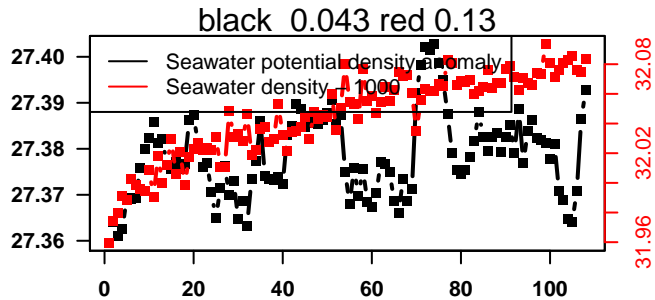 black  0.043 red 0.13
Seawater potential density anomaly
Seawater density - 1000
27.40
27.39
27.38
27.37
27.36
32.08
32.02
31.96
0 20 40 60 80 100